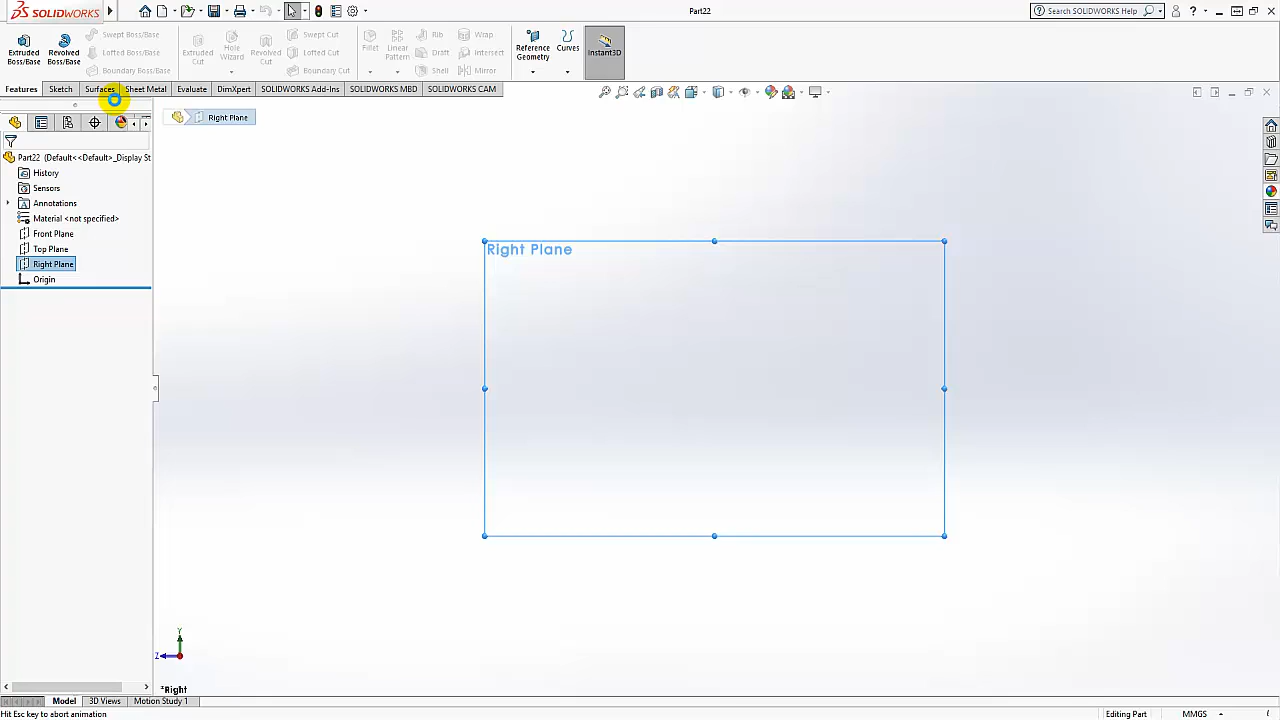 SOLIDWORKS
Part22
Search SOLIDWORKS Help
Extruded Boss/Base
Revolved Boss/Base
Swept Boss/Base
Lofted Boss/Base
Boundary Boss/Base
Extruded Cut
Hole Wizard
Revolved Cut
Swept Cut
Lofted Cut
Boundary Cut
Fillet
Linear Pattern
Rib
Draft
Shell
Wrap
Intersect
Mirror
Reference Geometry
Curves
Instant3D
Features Sketch Surfaces Sheet Metal Evaluate DimXpert SOLIDWORKS Add-Ins SOLIDWORKS MBD SOLIDWORKS CAM
Right Plane
Part22 (Default<<Default>_Display St
History
Sensors
Annotations
Material <not specified>
Front Plane
Top Plane
Right Plane
Origin
Right Plane
Y
Z
*Right
Model 3D Views Motion Study 1
Hit Esc key to abort animation
Editing Part
MMGS